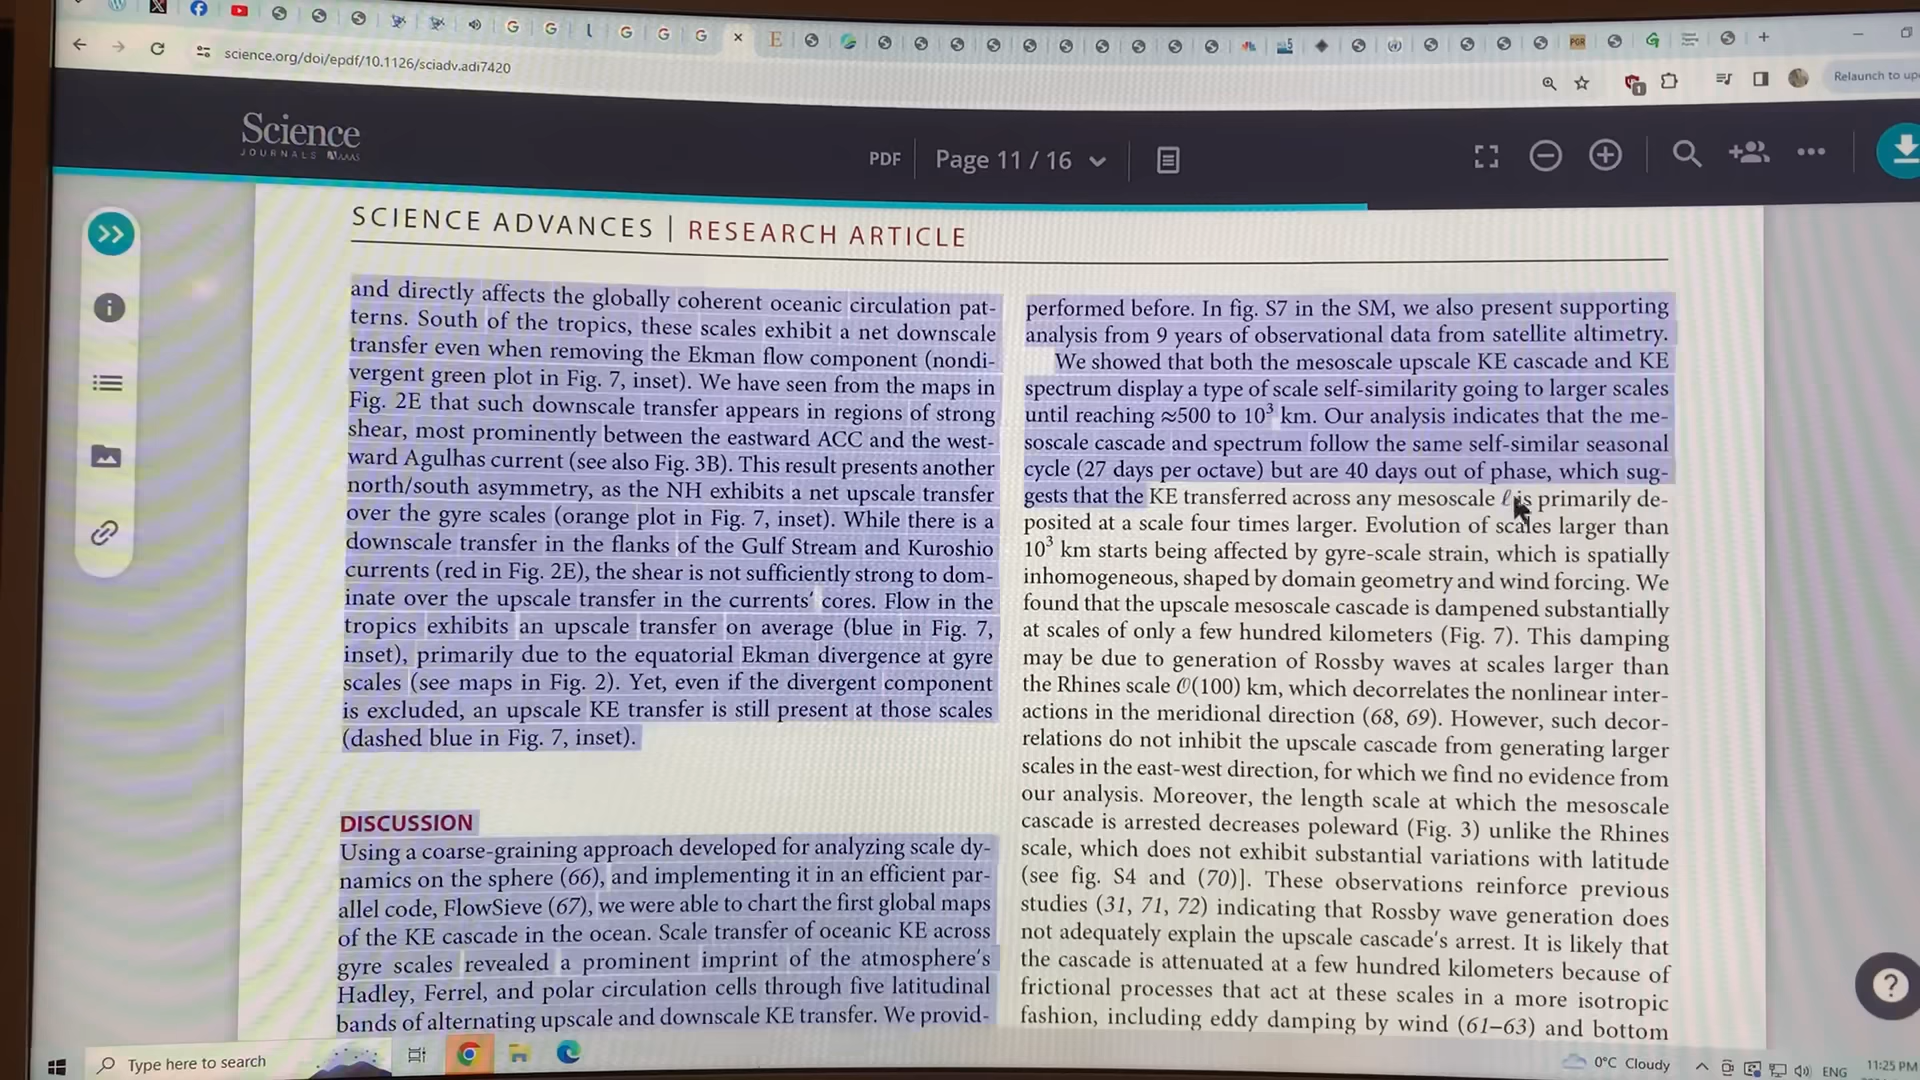 science.org/doi/epdf/10.1126/sciadv.adi7420
Relaunch to up
Science
JOURNALS AAAS
PDF
Page 11 / 16
SCIENCE ADVANCES | RESEARCH ARTICLE
and directly affects the globally coherent oceanic circulation pat-
terns. South of the tropics, these scales exhibit a net downscale
transfer even when removing the Ekman flow component (nondi-
vergent green plot in Fig. 7, inset). We have seen from the maps in
Fig. 2E that such downscale transfer appears in regions of strong
shear, most prominently between the eastward ACC and the west-
ward Agulhas current (see also Fig. 3B). This result presents another
north/south asymmetry, as the NH exhibits a net upscale transfer
over the gyre scales (orange plot in Fig. 7, inset). While there is a
downscale transfer in the flanks of the Gulf Stream and Kuroshio
currents (red in Fig. 2E), the shear is not sufficiently strong to dom-
inate over the upscale transfer in the currents' cores. Flow in the
tropics exhibits an upscale transfer on average (blue in Fig. 7,
inset), primarily due to the equatorial Ekman divergence at gyre
scales (see maps in Fig. 2). Yet, even if the divergent component
is excluded, an upscale KE transfer is still present at those scales
(dashed blue in Fig. 7, inset).
DISCUSSION
Using a coarse-graining approach developed for analyzing scale dy-
namics on the sphere (66), and implementing it in an efficient par-
allel code, FlowSieve (67), we were able to chart the first global maps
of the KE cascade in the ocean. Scale transfer of oceanic KE across
gyre scales revealed a prominent imprint of the atmosphere's
Hadley, Ferrel, and polar circulation cells through five latitudinal
bands of alternating upscale and downscale KE transfer. We provid-
performed before. In fig. S7 in the SM, we also present supporting
analysis from 9 years of observational data from satellite altimetry.
We showed that both the mesoscale upscale KE cascade and KE
spectrum display a type of scale self-similarity going to larger scales
until reaching ≈500 to 10³ km. Our analysis indicates that the me-
soscale cascade and spectrum follow the same self-similar seasonal
cycle (27 days per octave) but are 40 days out of phase, which sug-
gests that the KE transferred across any mesoscale ℓ is primarily de-
posited at a scale four times larger. Evolution of scales larger than
10³ km starts being affected by gyre-scale strain, which is spatially
inhomogeneous, shaped by domain geometry and wind forcing. We
found that the upscale mesoscale cascade is dampened substantially
at scales of only a few hundred kilometers (Fig. 7). This damping
may be due to generation of Rossby waves at scales larger than
the Rhines scale 𝒪(100) km, which decorrelates the nonlinear inter-
actions in the meridional direction (68, 69). However, such decor-
relations do not inhibit the upscale cascade from generating larger
scales in the east-west direction, for which we find no evidence from
our analysis. Moreover, the length scale at which the mesoscale
cascade is arrested decreases poleward (Fig. 3) unlike the Rhines
scale, which does not exhibit substantial variations with latitude
(see fig. S4 and (70)]. These observations reinforce previous
studies (31, 71, 72) indicating that Rossby wave generation does
not adequately explain the upscale cascade's arrest. It is likely that
the cascade is attenuated at a few hundred kilometers because of
frictional processes that act at these scales in a more isotropic
fashion, including eddy damping by wind (61–63) and bottom
Type here to search
0°C Cloudy
ENG
11:25 PM